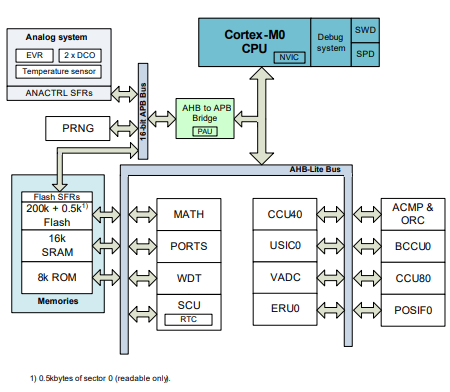 Analog system
EVR
2 x DCO
Temperature sensor
ANACTRL SFRs
PRNG
16-bit APB Bus
AHB to APB
Bridge
PAU
Cortex-M0
CPU
NVIC
Debug
system
SWD
SPD
AHB-Lite Bus
Flash SFRs
200k + 0.5k1)
Flash
16k
SRAM
8k ROM
Memories
MATH
PORTS
WDT
SCU
RTC
CCU40
USIC0
VADC
ERU0
ACMP &
ORC
BCCU0
CCU80
POSIF0
1) 0.5kbytes of sector 0 (readable only).